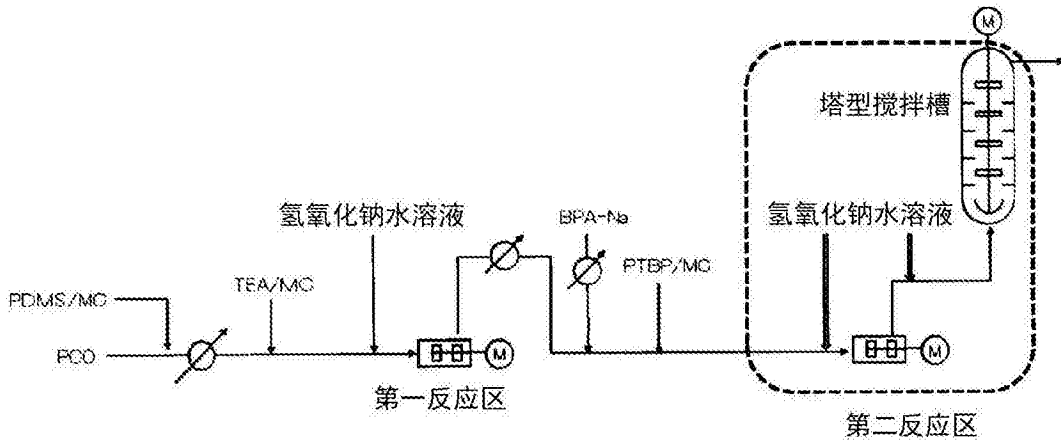 M
塔型搅拌槽
氢氧化钠水溶液
BPA-Na
氢氧化钠水溶液
PTBP/MC
TEA/MC
PDMS/MC
PCO
M
M
第一反应区
第二反应区